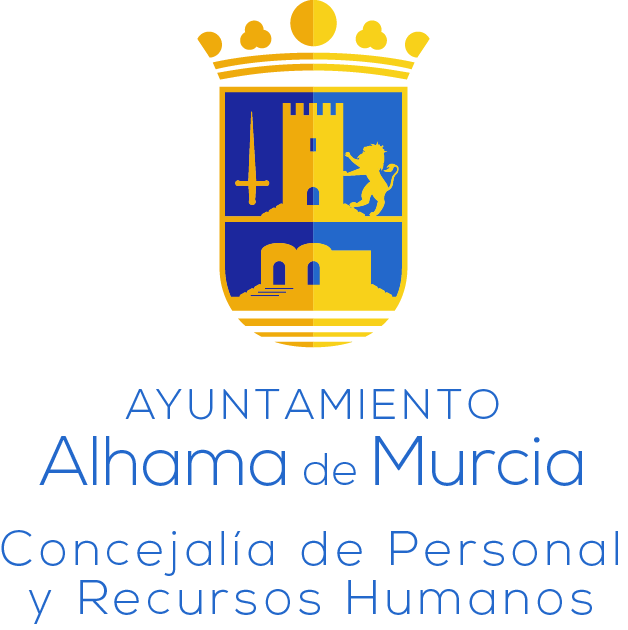 AYUNTAMIENTO
Alhama de Murcia
Concejalía de Personal
y Recursos Humanos